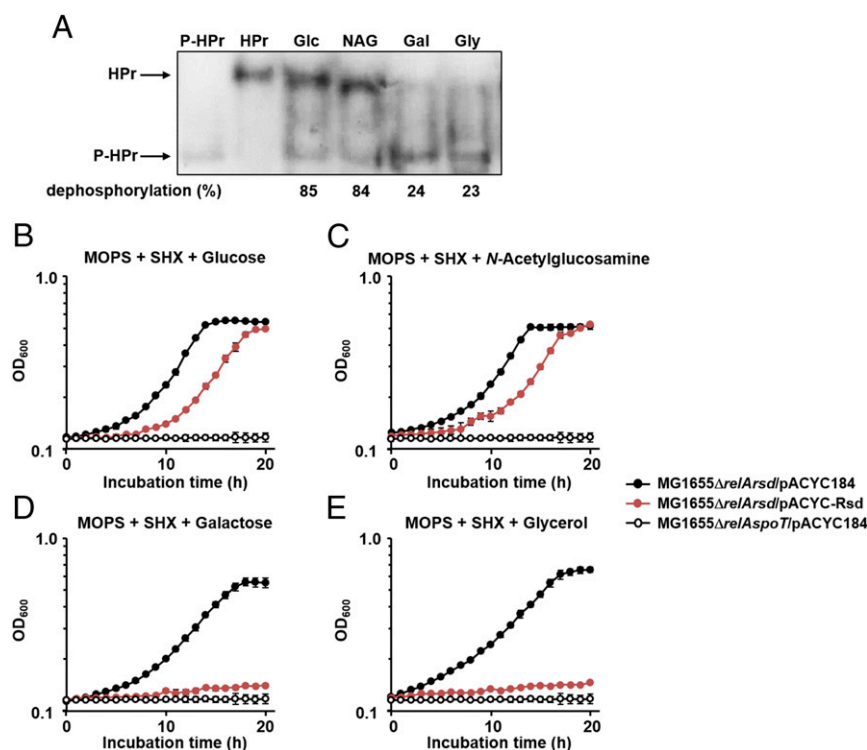 A
P-HPr HPr Glc NAG Gal Gly
HPr
P-HPr
dephosphorylation (%) 85 84 24 23
B
MOPS + SHX + Glucose
1.0
OD600
0.1
0 10 20
Incubation time (h)
C
MOPS + SHX + N-Acetylglucosamine
1.0
OD600
0.1
0 10 20
Incubation time (h)
MG1655ΔrelArsd/pACYC184
MG1655ΔrelArsd/pACYC-Rsd
MG1655ΔrelAspoT/pACYC184
D
MOPS + SHX + Galactose
1.0
OD600
0.1
0 10 20
Incubation time (h)
E
MOPS + SHX + Glycerol
1.0
OD600
0.1
0 10 20
Incubation time (h)